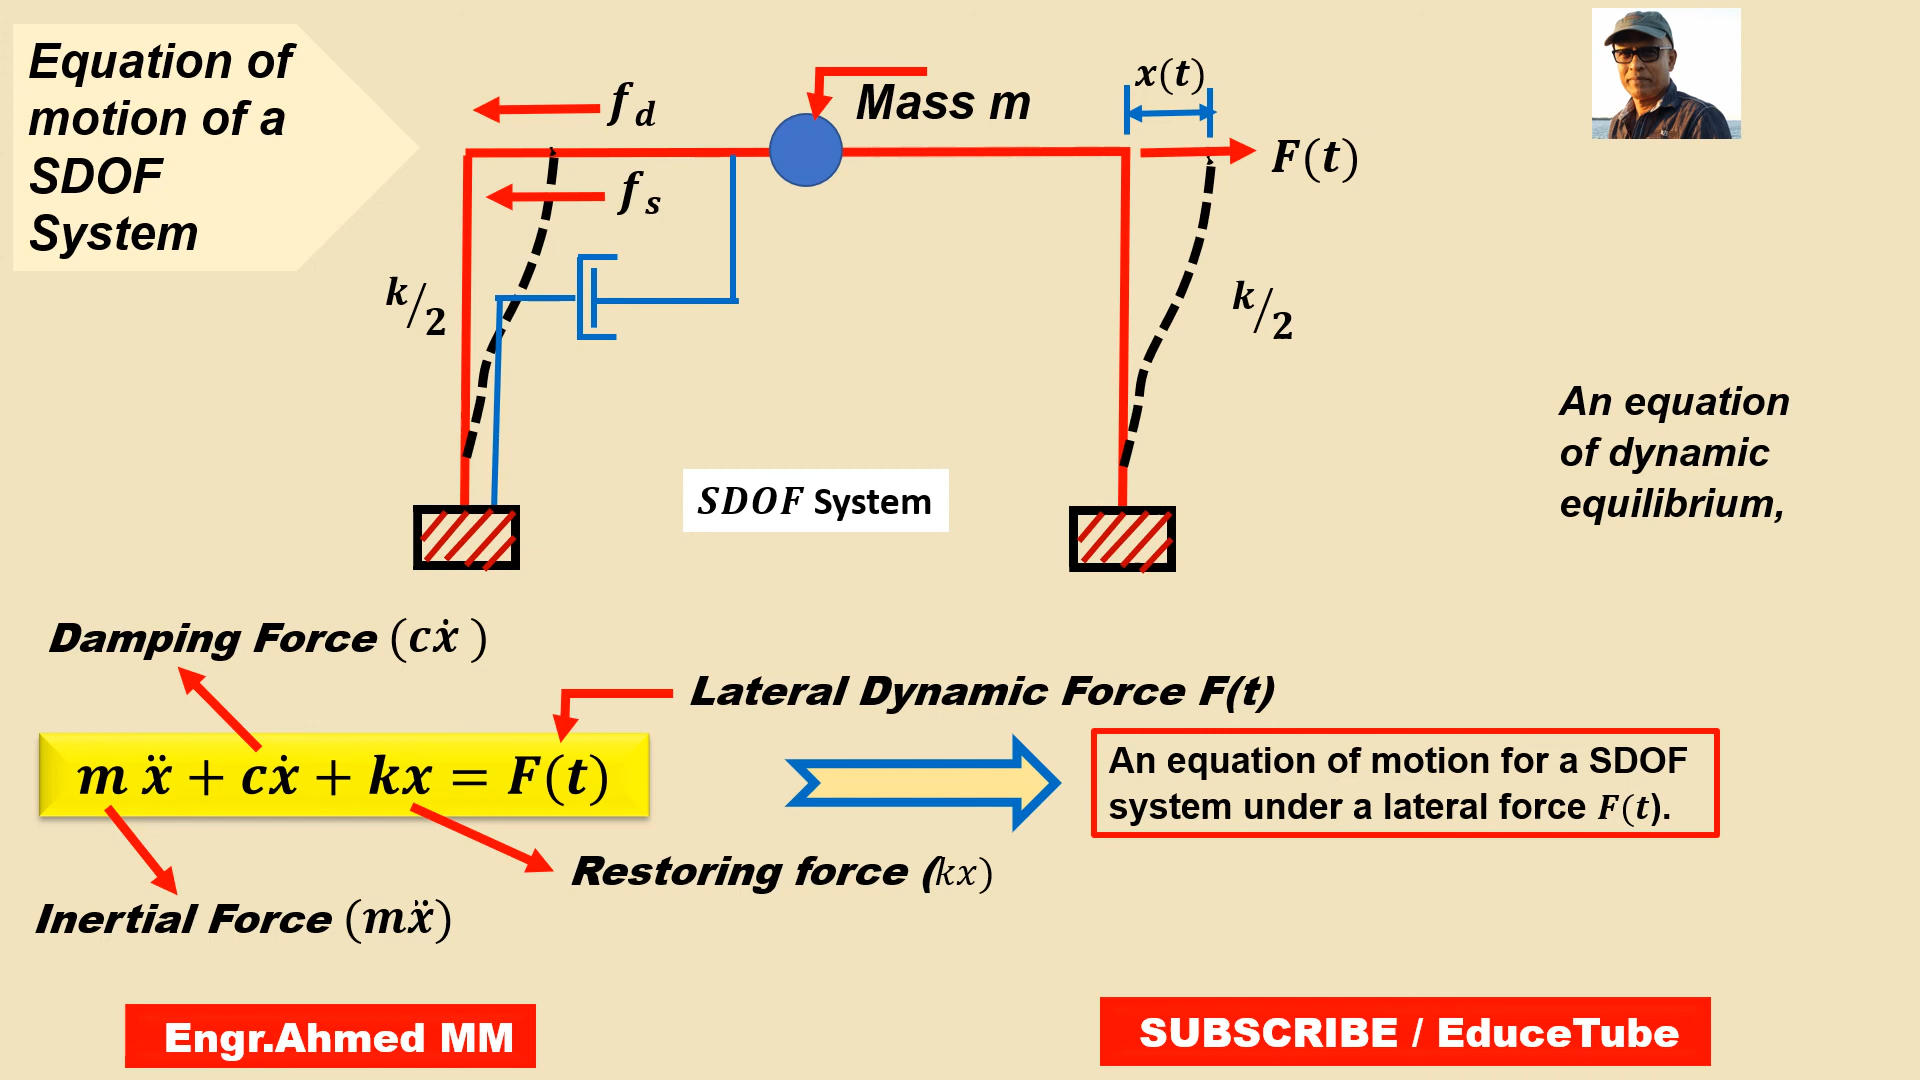 Equation of
motion of a
SDOF
System
f_d
Mass m
x(t)
F(t)
f_s
k/2
k/2
An equation
of dynamic
equilibrium,
SDOF System
Damping Force (cẋ )
Lateral Dynamic Force F(t)
m ẍ + cẋ + kx = F(t)
An equation of motion for a SDOF
system under a lateral force F(t).
Restoring force (kx)
Inertial Force (mẍ)
Engr.Ahmed MM
SUBSCRIBE / EduceTube